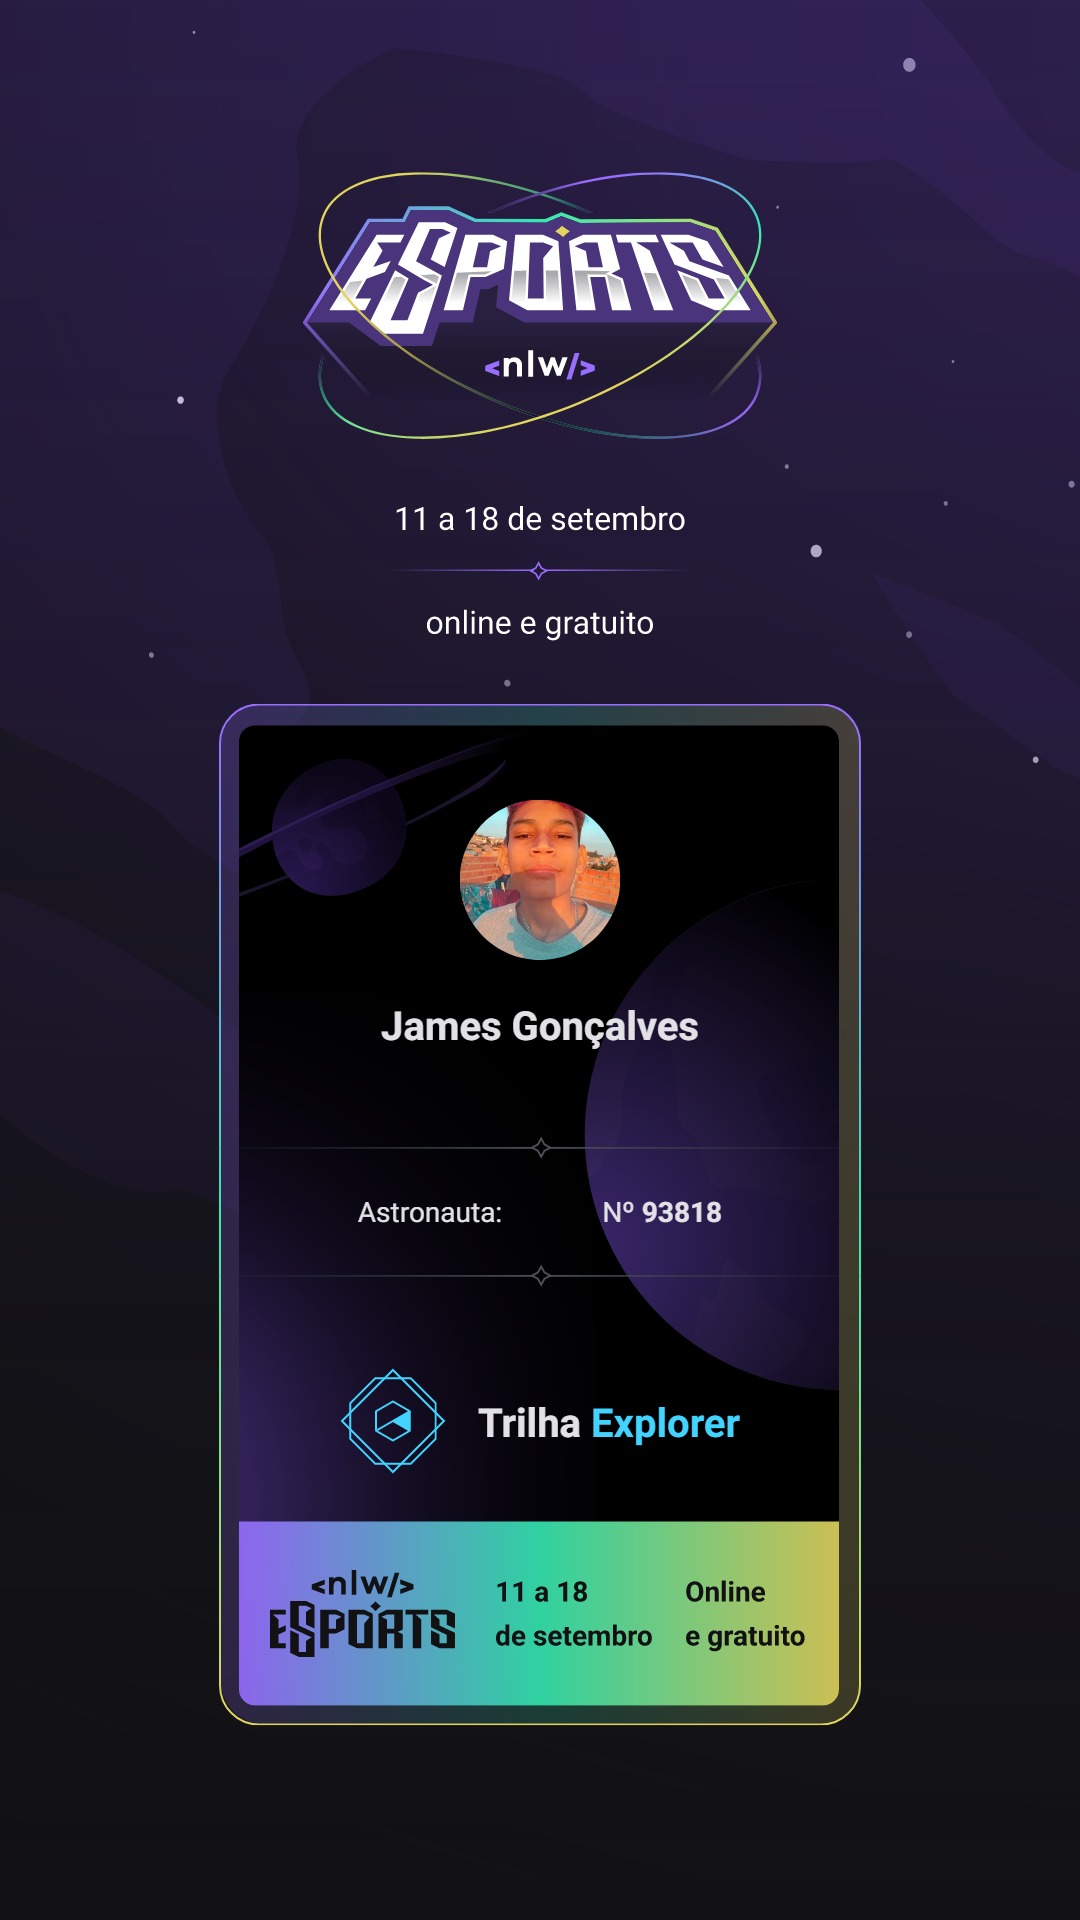 ESPORTS
<nlw/>
11 a 18 de setembro
online e gratuito
James Gonçalves
Astronauta: Nº 93818
Trilha Explorer
<nlw/>
ESPORTS
11 a 18
de setembro
Online
e gratuito